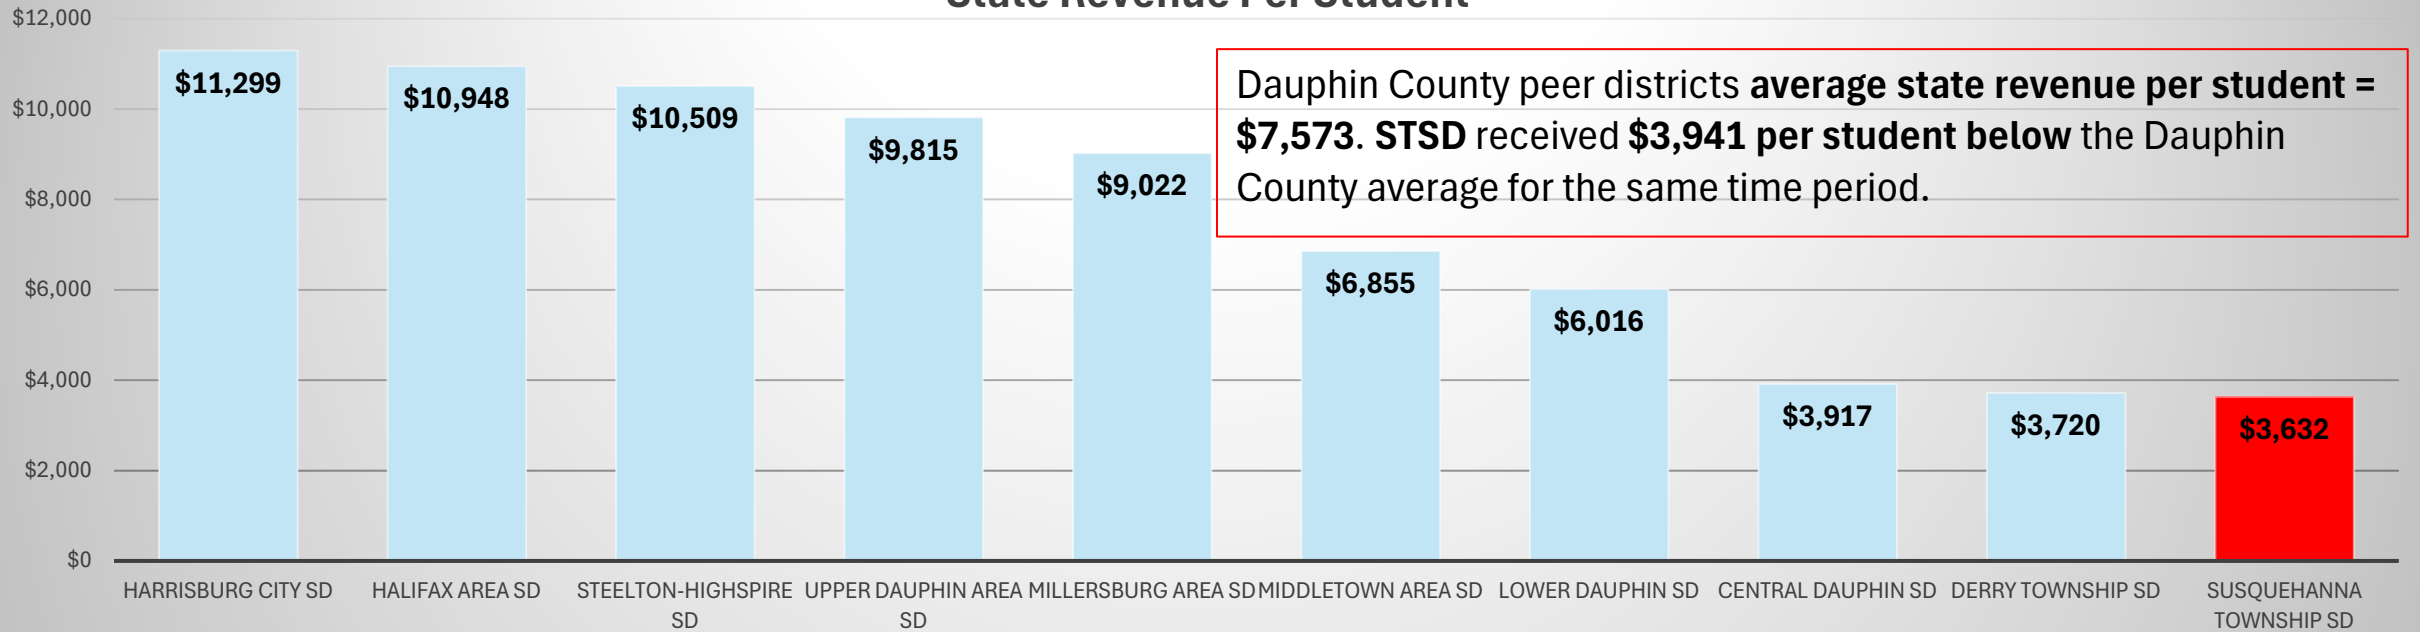 State Revenue Per Student
$12,000
$10,000
$8,000
$6,000
$4,000
$2,000
$0
$11,299
$10,948
$10,509
$9,815
$9,022
$6,855
$6,016
$3,917
$3,720
$3,632
Dauphin County peer districts average state revenue per student =
$7,573. STSD received $3,941 per student below the Dauphin
County average for the same time period.
HARRISBURG CITY SD
HALIFAX AREA SD
STEELTON-HIGHSPIRE
SD
UPPER DAUPHIN AREA
SD
MILLERSBURG AREA SD
MIDDLETOWN AREA SD
LOWER DAUPHIN SD
CENTRAL DAUPHIN SD
DERRY TOWNSHIP SD
SUSQUEHANNA
TOWNSHIP SD